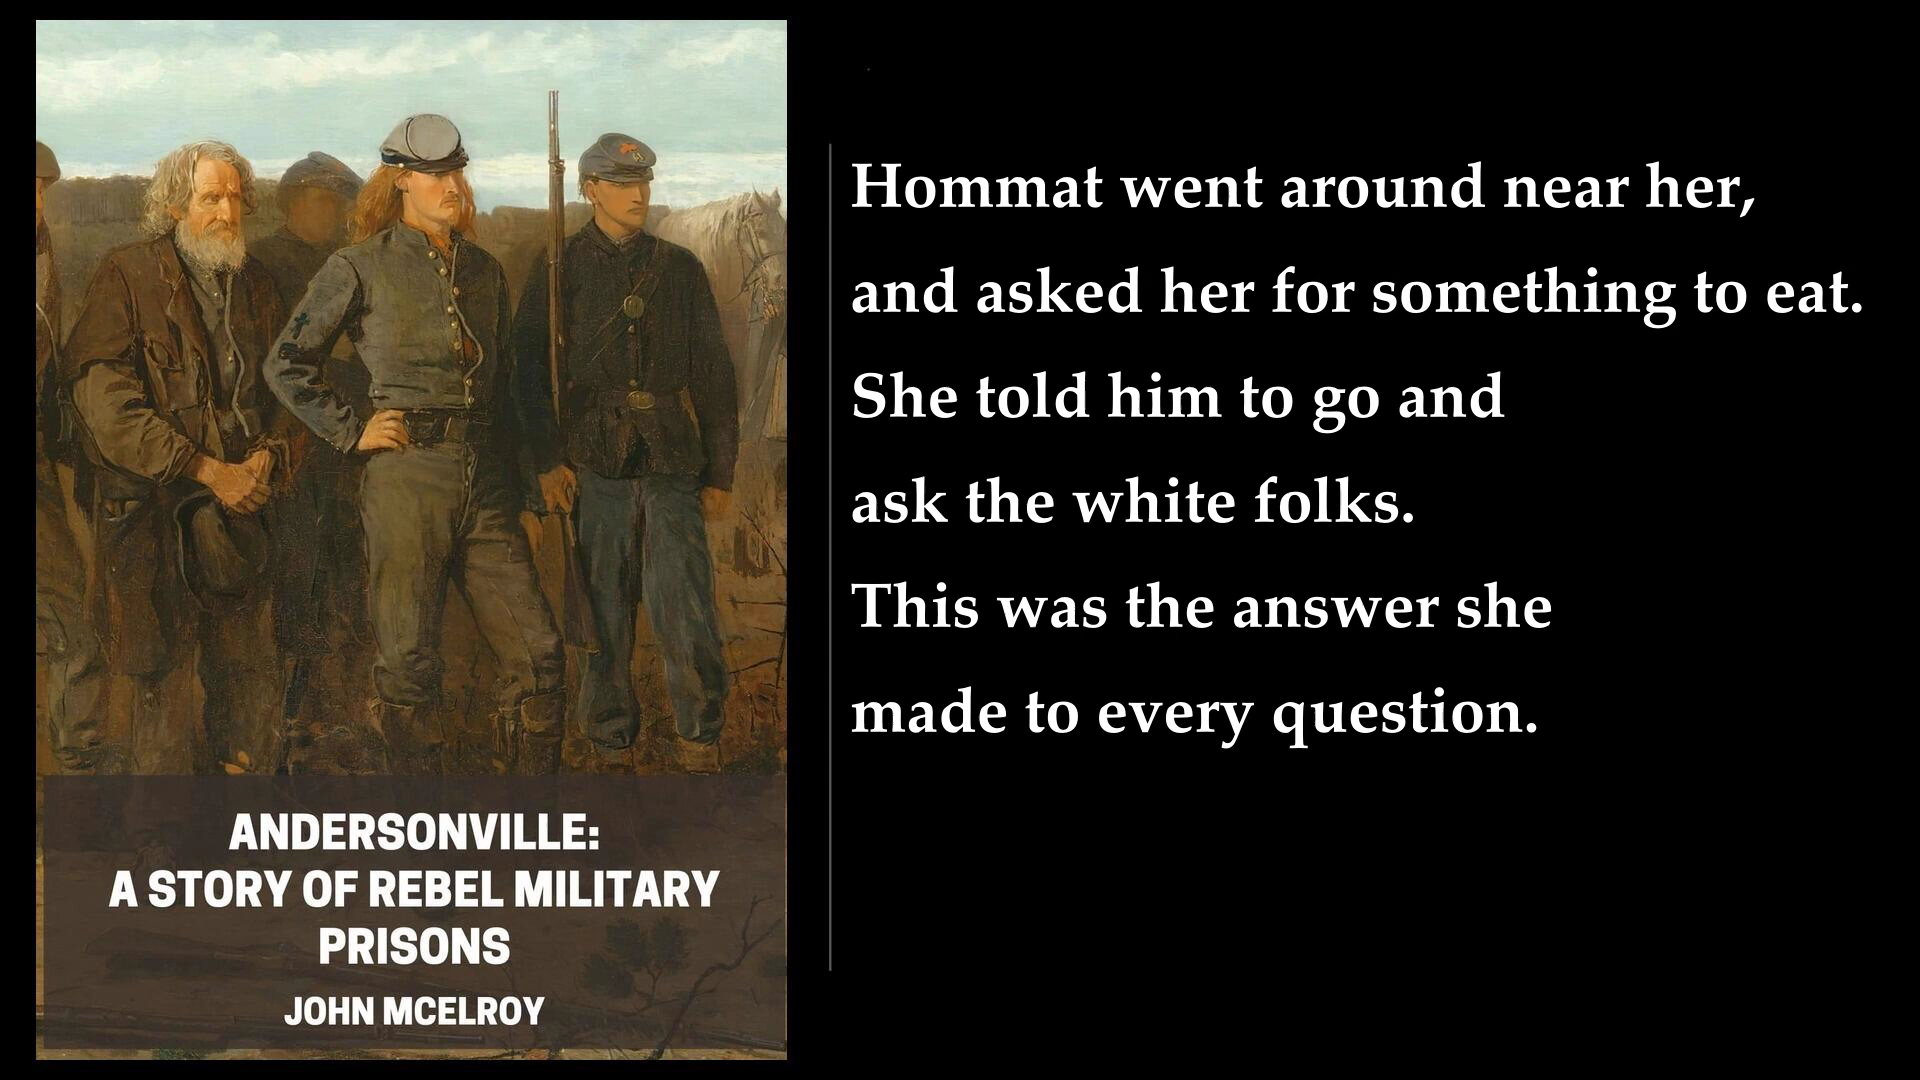 ANDERSONVILLE:
A STORY OF REBEL MILITARY
PRISONS
JOHN MCELROY
Hommat went around near her,
and asked her for something to eat.
She told him to go and
ask the white folks.
This was the answer she
made to every question.